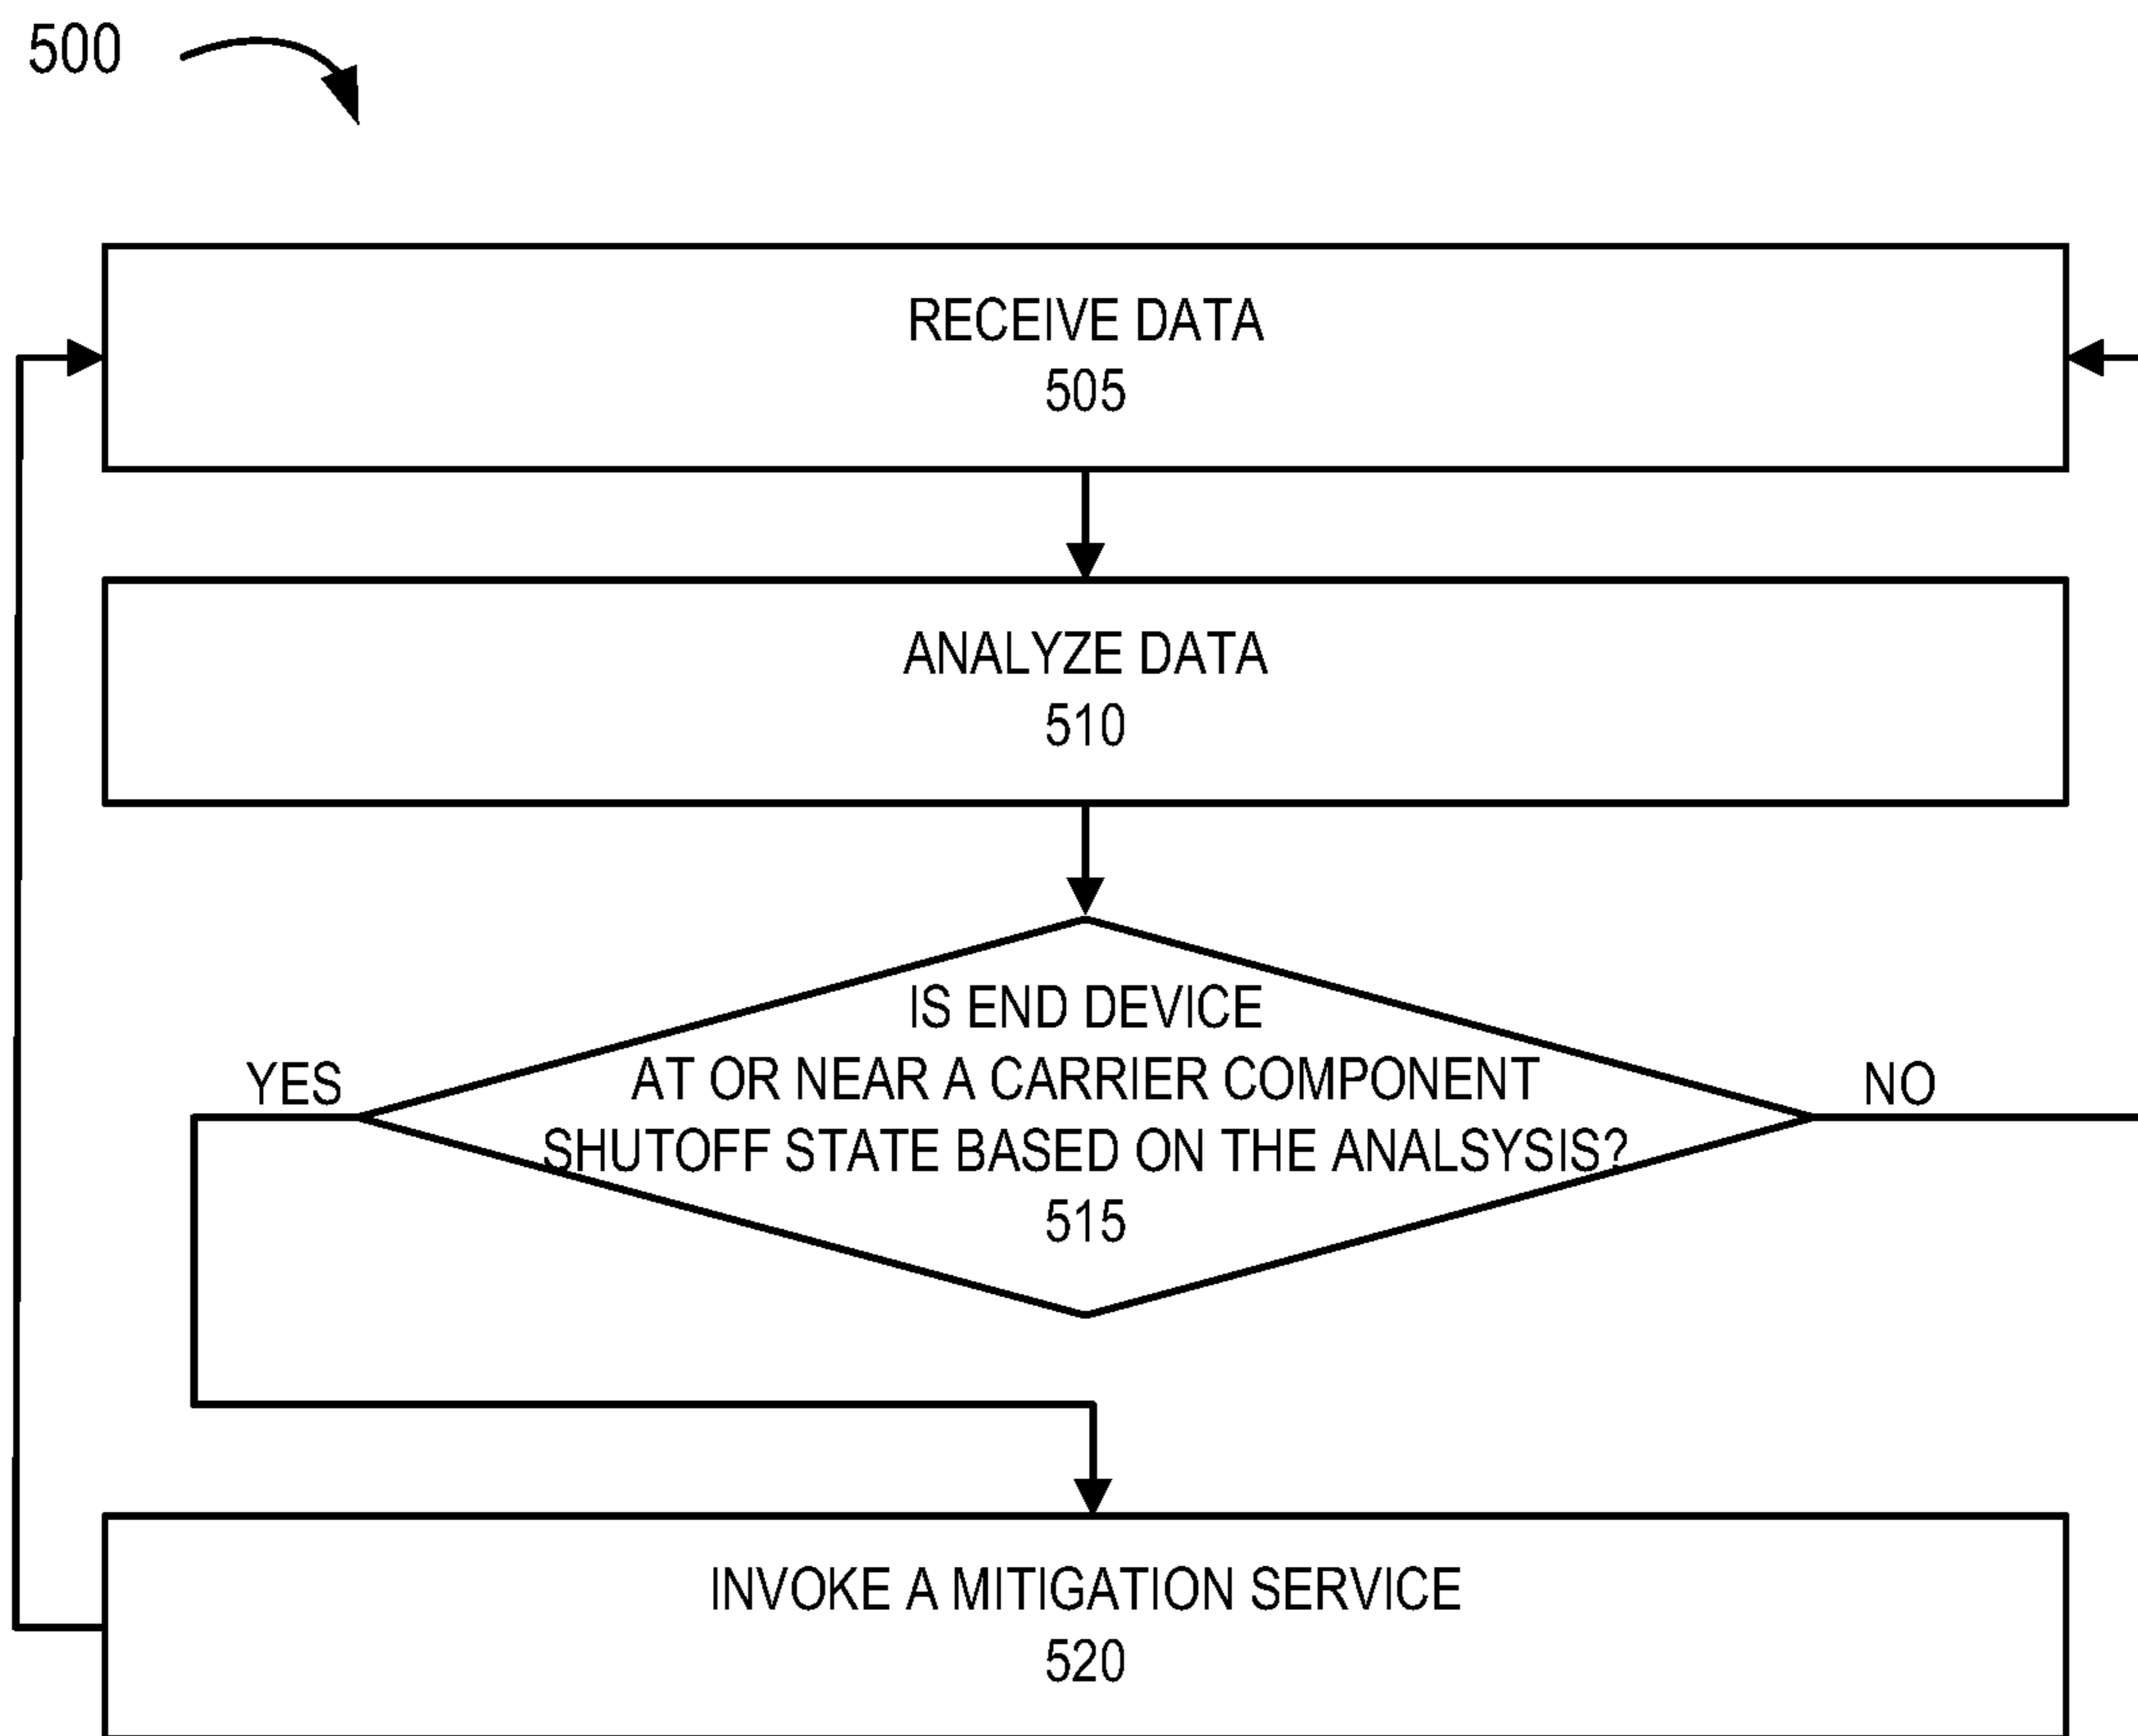 500
RECEIVE DATA
505
ANALYZE DATA
510
IS END DEVICE
AT OR NEAR A CARRIER COMPONENT
SHUTOFF STATE BASED ON THE ANALSYSIS?
515
YES
NO
INVOKE A MITIGATION SERVICE
520